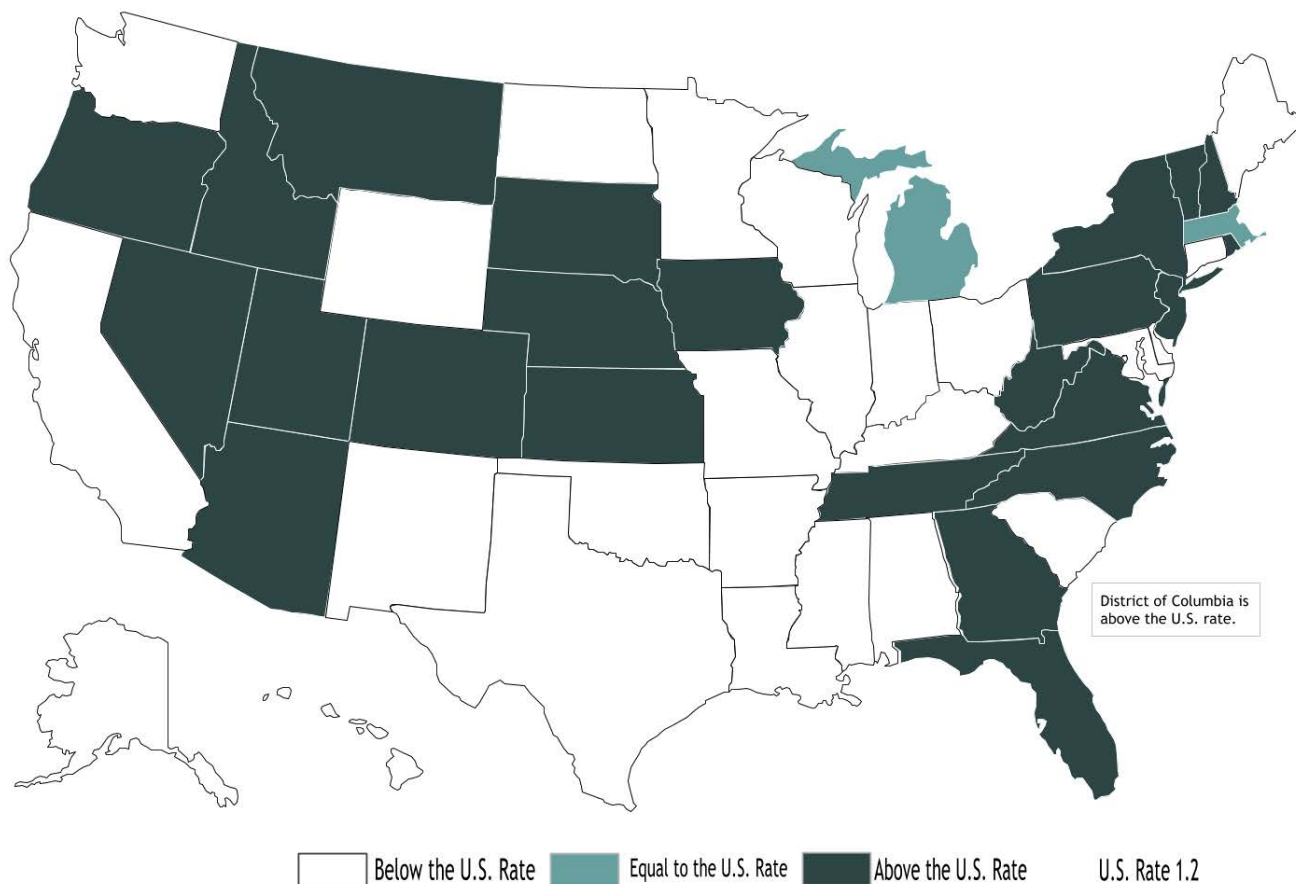 District of Columbia is
above the U.S. rate.
Below the U.S. Rate
Equal to the U.S. Rate
Above the U.S. Rate
U.S. Rate 1.2